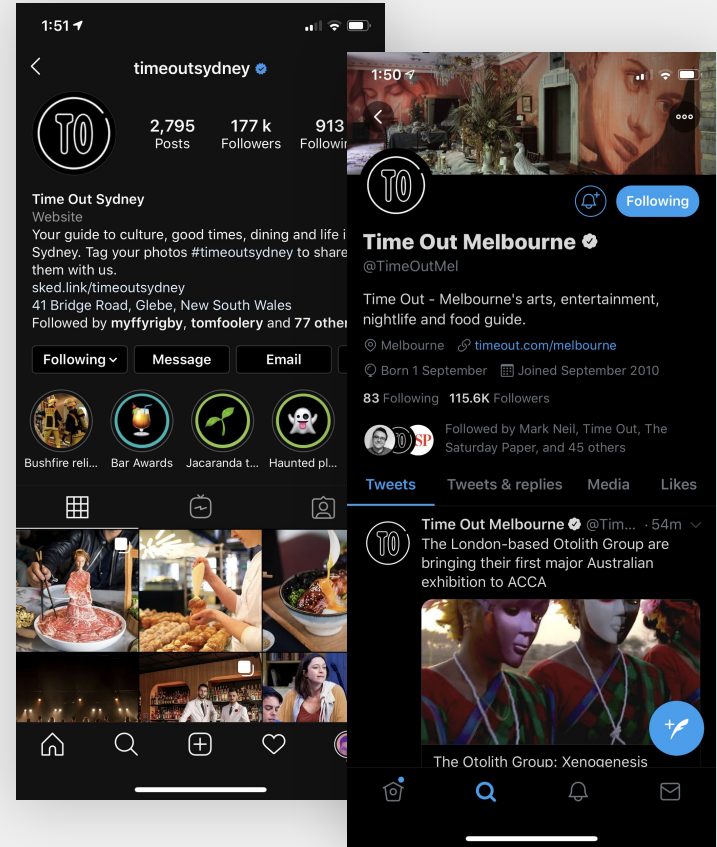 1:51
timeoutsydney
TO
2,795 177 k 913
Posts Followers
Time Out Sydney
Website
Your guide to culture, good times, dining and life
Sydney. Tag your photos #timeoutsydney to share
them with us.
sked.link/timeoutsydney
41 Bridge Road, Glebe, New South Wales
Followed by myffyrigby, tomfoolery and 77
Following Message Email
Bushfire reli... Bar Awards Jacaranda t... Haunted pl...
1:50
TO
Following
Time Out Melbourne
@TimeOutMel
Time Out - Melbourne's arts, entertainment,
nightlife and food guide.
Melbourne timeout.com/melbourne
Born 1 September Joined September 2010
83 Following 115.6K Followers
TO SP
Followed by Mark Neil, Time Out, The
Saturday Paper, and 45 others
Tweets Tweets & replies Media Likes
TO
Time Out Melbourne @Tim... · 54m
The London-based Otolith Group are
bringing their first major Australian
exhibition to ACCA
The Otolith Group: Xenogenesis